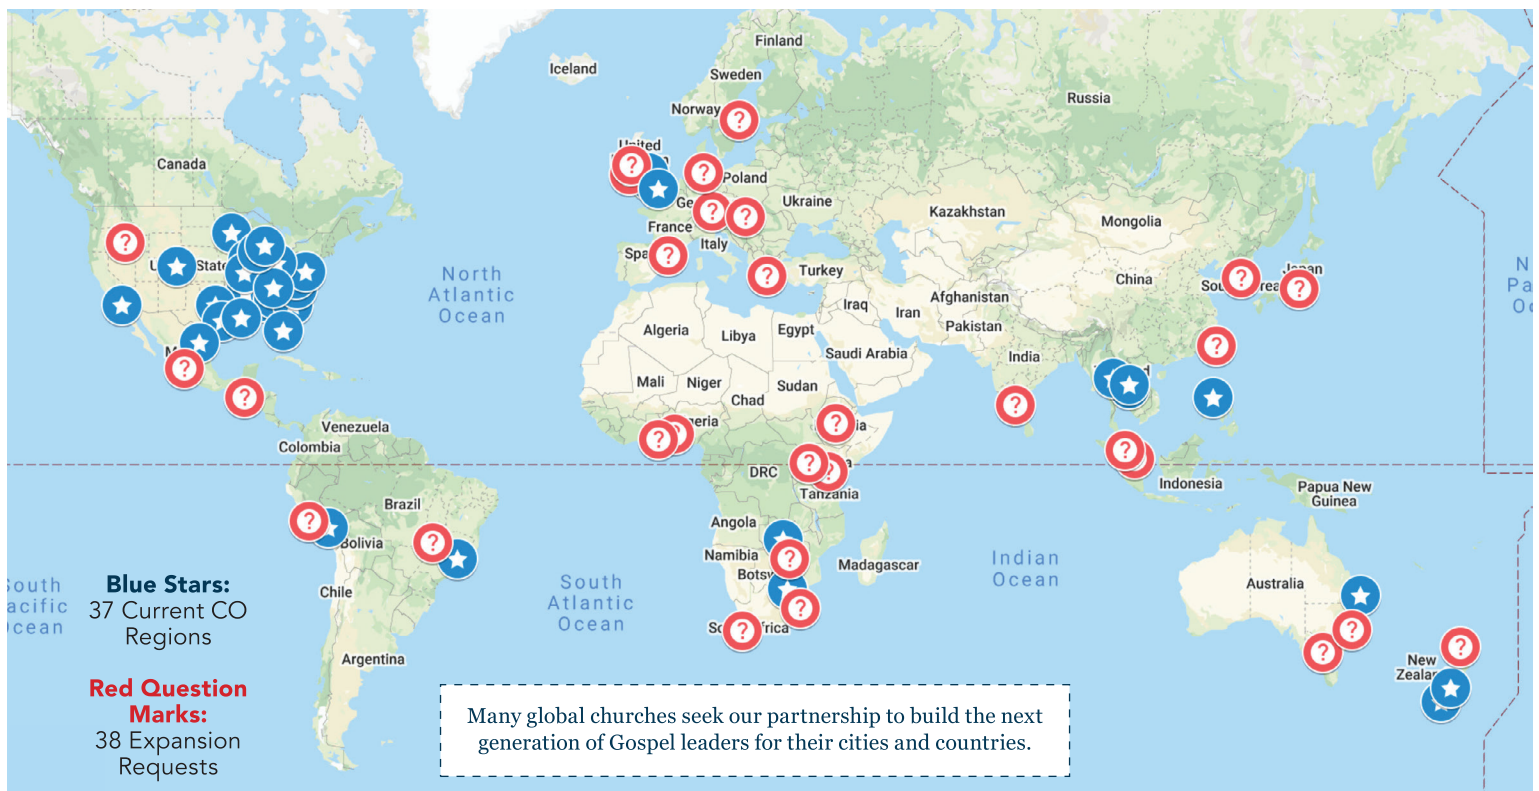 Finland
Iceland
Sweden
Russia
Norway
United
Canada
Poland
Ukraine
Kazakhstan
Mongolia
France
Italy
Turkey
China
North
Atlantic
Ocean
Japan
Iraq
Iran
Afghanistan
Pakistan
Algeria
Libya
Egypt
Saudi Arabia
India
Mali
Niger
Chad
Sudan
Venezuela
Colombia
DRC
Tanzania
Indonesia
Papua New
Guinea
Brazil
Bolivia
Angola
Namibia
Madagascar
Indian
Ocean
Australia
Chile
South
Atlantic
Ocean
Argentina
New
Blue Stars:
37 Current CO
Regions
Red Question
Marks:
38 Expansion
Requests
Many global churches seek our partnership to build the next
generation of Gospel leaders for their cities and countries.